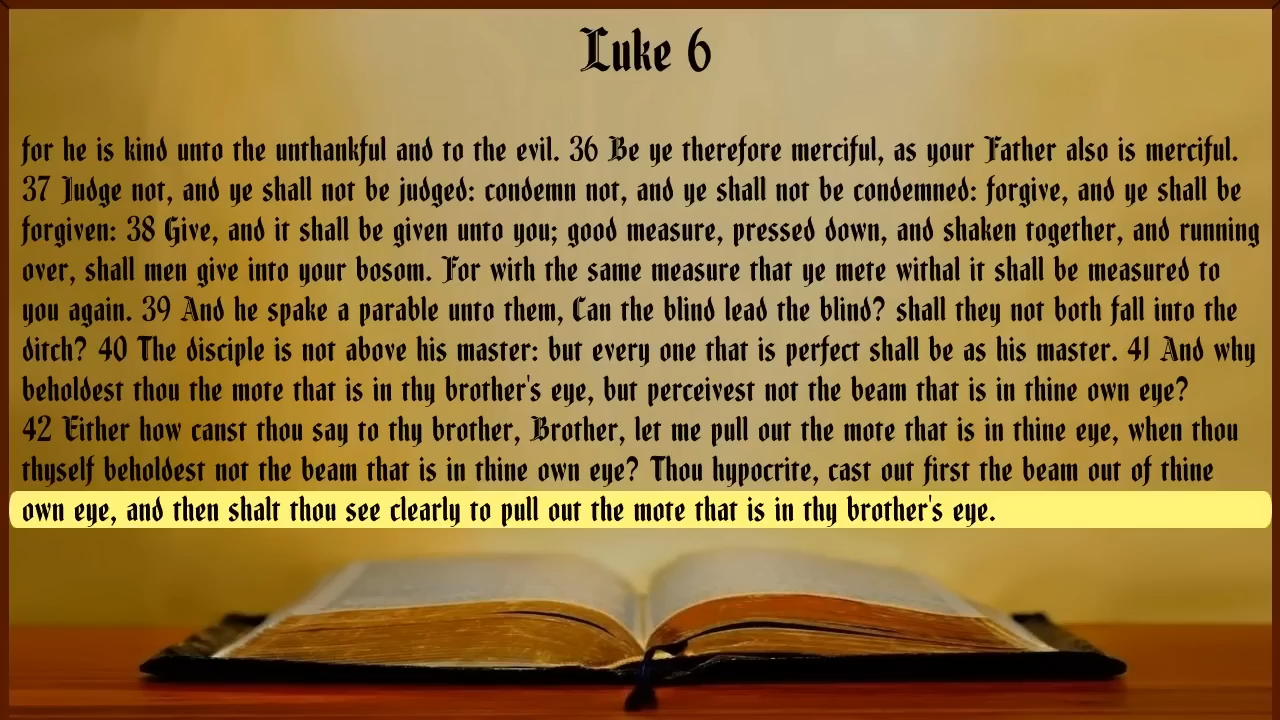 Luke 6
for he is kind unto the unthankful and to the evil. 36 Be ye therefore merciful, as your Father also is merciful.
37 Judge not, and ye shall not be judged: condemn not, and ye shall not be condemned: forgive, and ye shall be
forgiven: 38 Give, and it shall be given unto you; good measure, pressed down, and shaken together, and running
over, shall men give into your bosom. For with the same measure that ye mete withal it shall be measured to
you again. 39 And he spake a parable unto them, Can the blind lead the blind? shall they not both fall into the
ditch? 40 The disciple is not above his master: but every one that is perfect shall be as his master. 41 And why
beholdest thou the mote that is in thy brother's eye, but perceivest not the beam that is in thine own eye?
42 Either how canst thou say to thy brother, Brother, let me pull out the mote that is in thine eye, when thou
thyself beholdest not the beam that is in thine own eye? Thou hypocrite, cast out first the beam out of thine
own eye, and then shalt thou see clearly to pull out the mote that is in thy brother's eye.